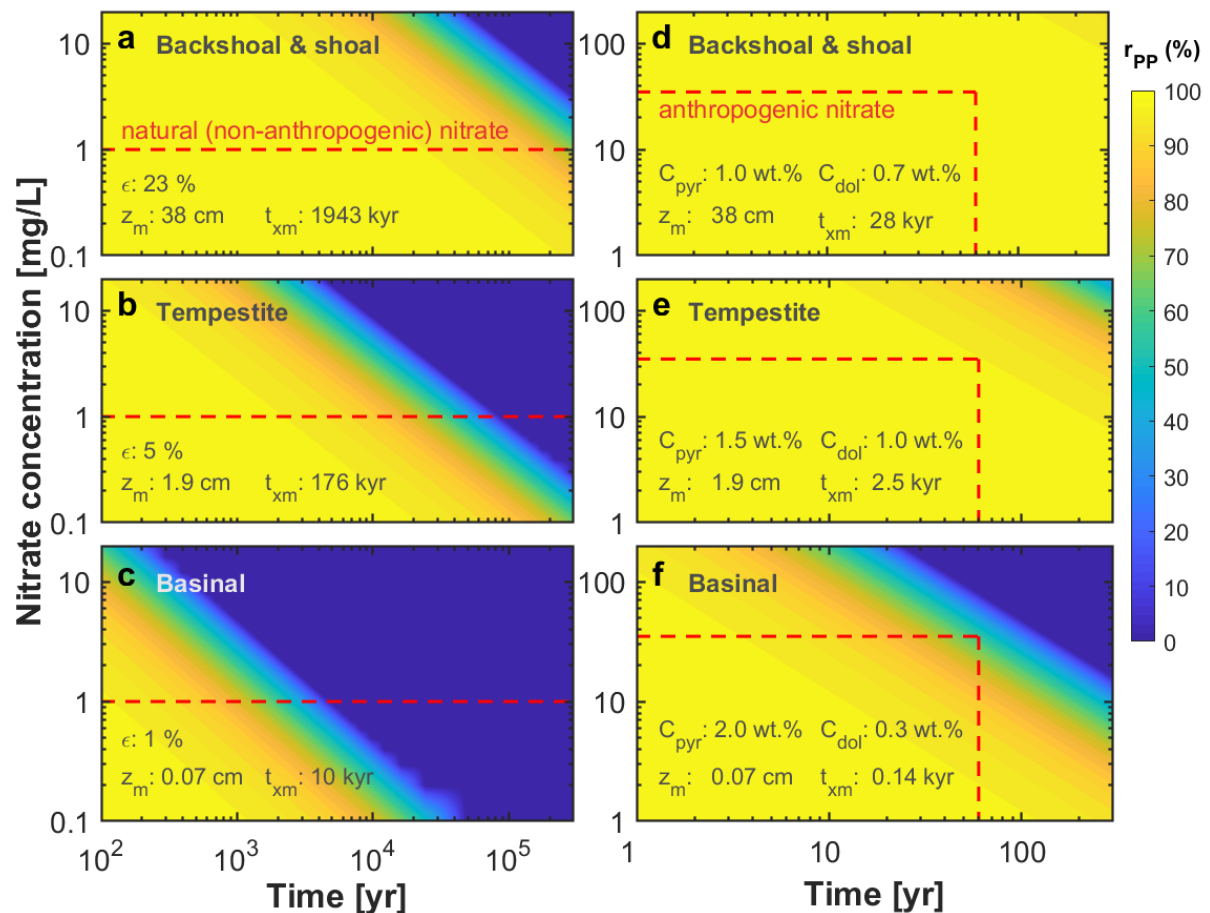 Nitrate concentration [mg/L]
a Backshoal & shoal
natural (non-anthropogenic) nitrate
ϵ: 23 %
z_m: 38 cm t_xm: 1943 kyr
10
1
0.1
d Backshoal & shoal
anthropogenic nitrate
C_pyr: 1.0 wt.% C_dol: 0.7 wt.%
z_m: 38 cm t_xm: 28 kyr
100
10
1
b Tempestite
ϵ: 5 %
z_m: 1.9 cm t_xm: 176 kyr
10
1
0.1
e Tempestite
C_pyr: 1.5 wt.% C_dol: 1.0 wt.%
z_m: 1.9 cm t_xm: 2.5 kyr
100
10
1
c Basinal
ϵ: 1 %
z_m: 0.07 cm t_xm: 10 kyr
10
1
0.1
10^2 10^3 10^4 10^5
Time [yr]
f Basinal
C_pyr: 2.0 wt.% C_dol: 0.3 wt.%
z_m: 0.07 cm t_xm: 0.14 kyr
100
10
1
1 10 100
Time [yr]
r_PP (%)
100
90
80
70
60
50
40
30
20
10
0